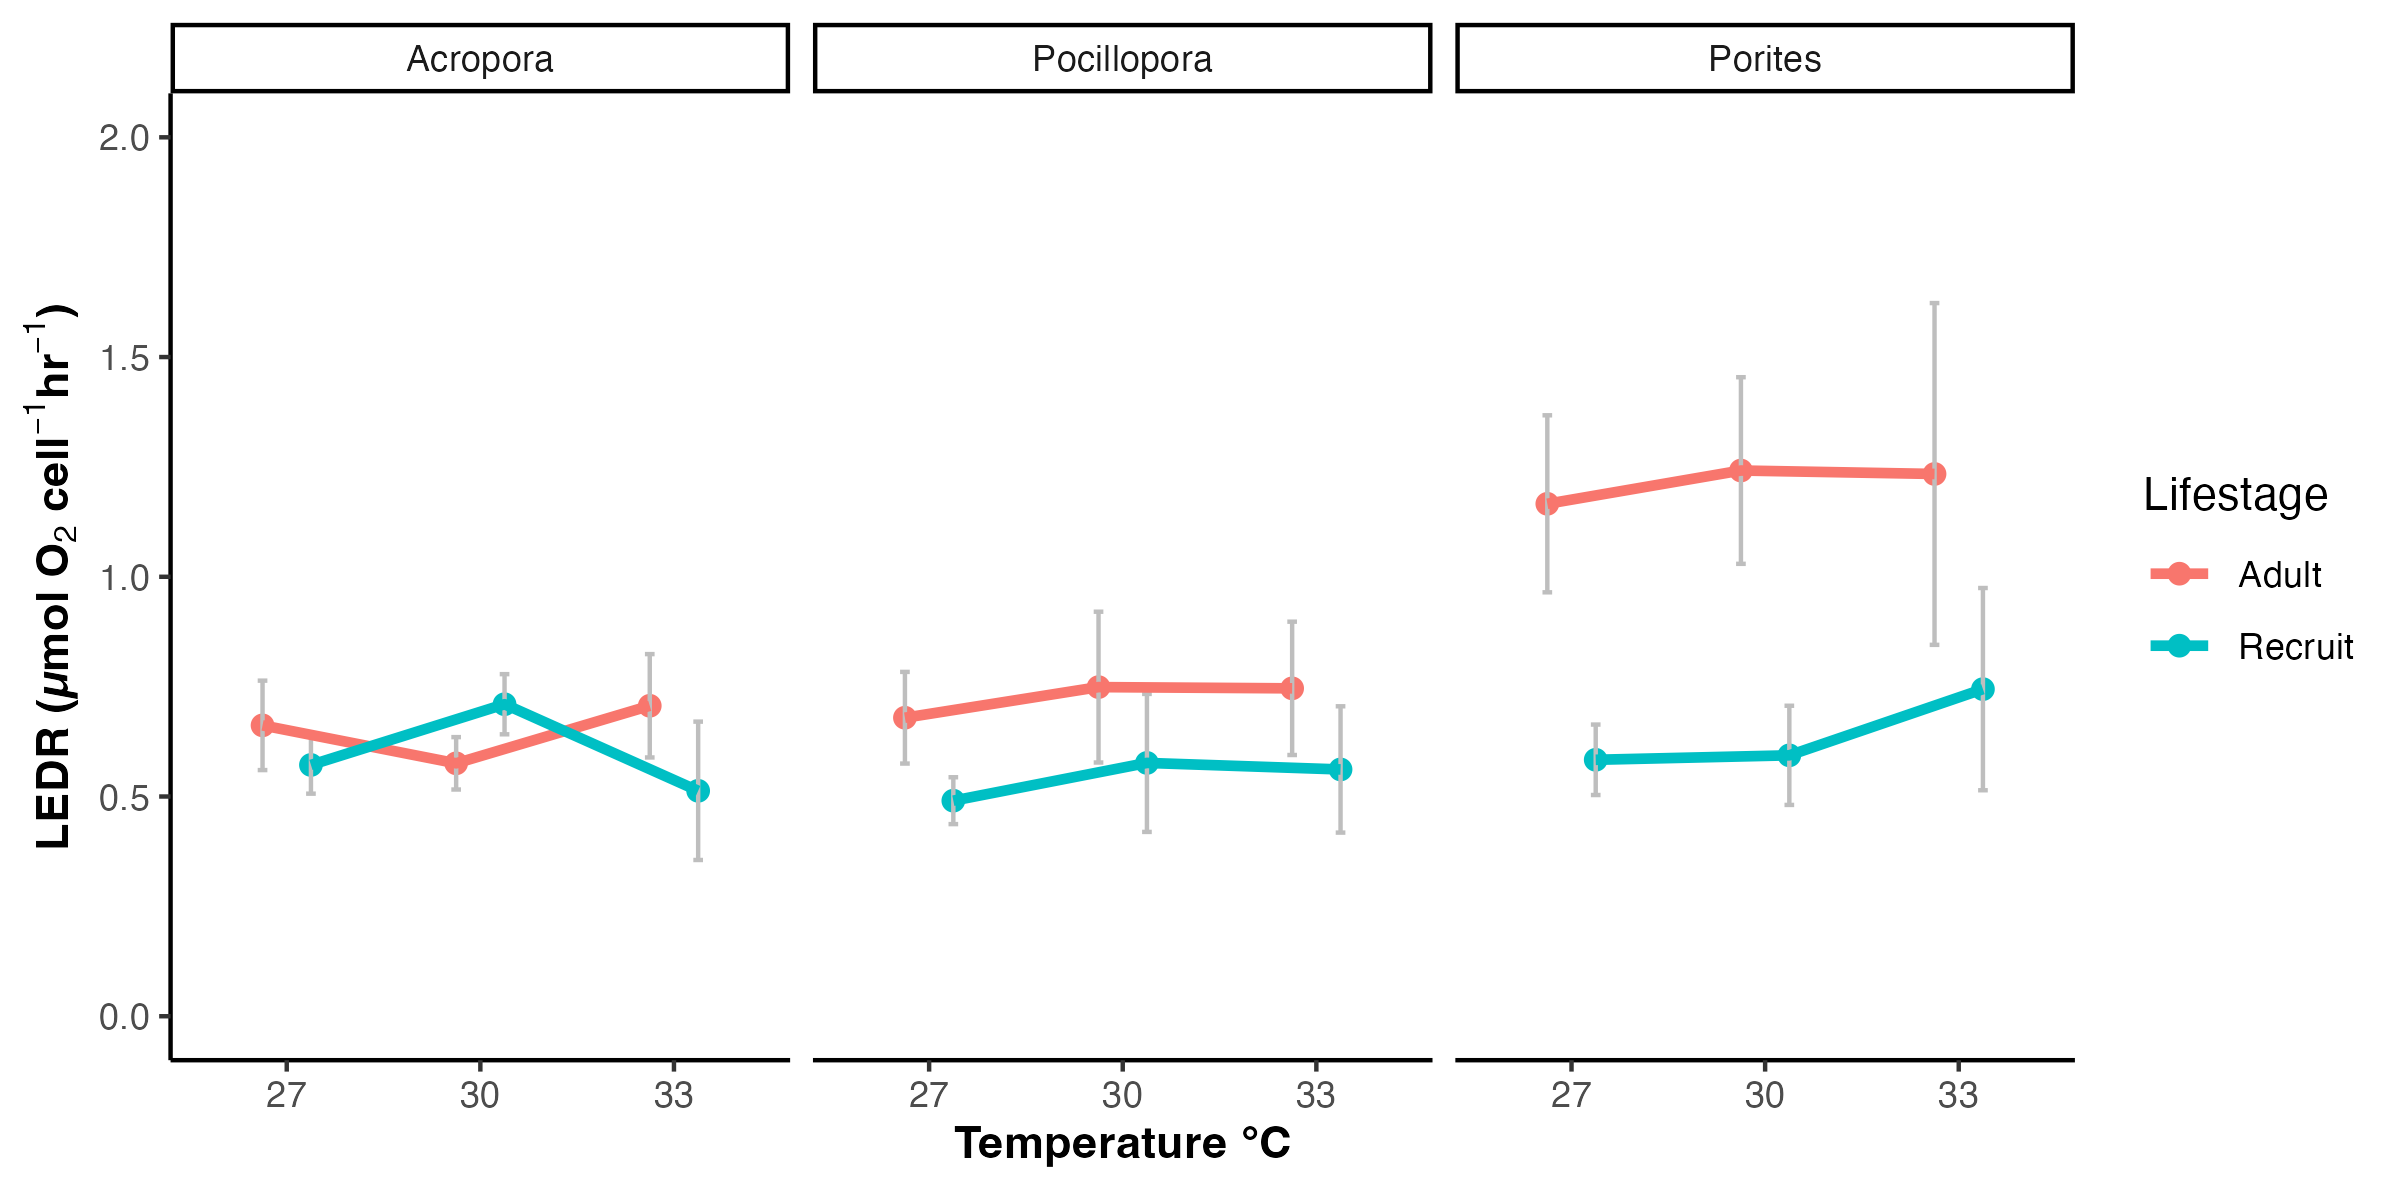 Acropora Pocillopora Porites
2.0
1.5
1.0
0.5
0.0
LEDR (µmol O₂ cell⁻¹hr⁻¹)
27 30 33 27 30 33 27 30 33
Temperature °C
Lifestage
Adult
Recruit